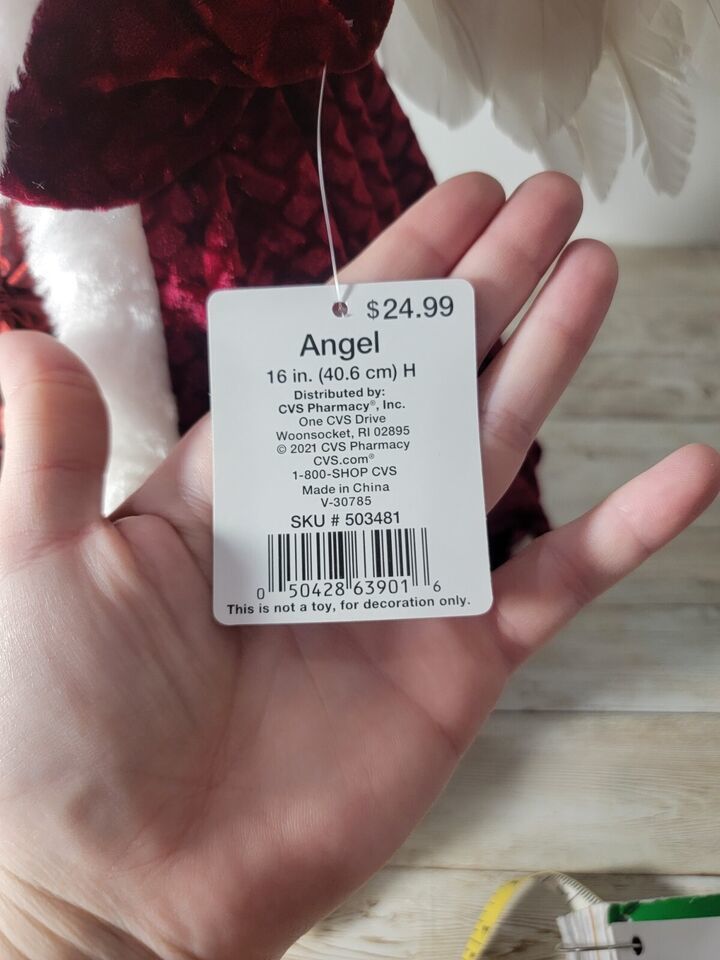 $24.99
Angel
16 in. (40.6 cm) H
Distributed by:
CVS Pharmacy®, Inc.
One CVS Drive
Woonsocket, RI 02895
© 2021 CVS Pharmacy
CVS.com®
1-800-SHOP CVS
Made in China
V-30785
SKU # 503481
0 50428 63901 6
This is not a toy, for decoration only.